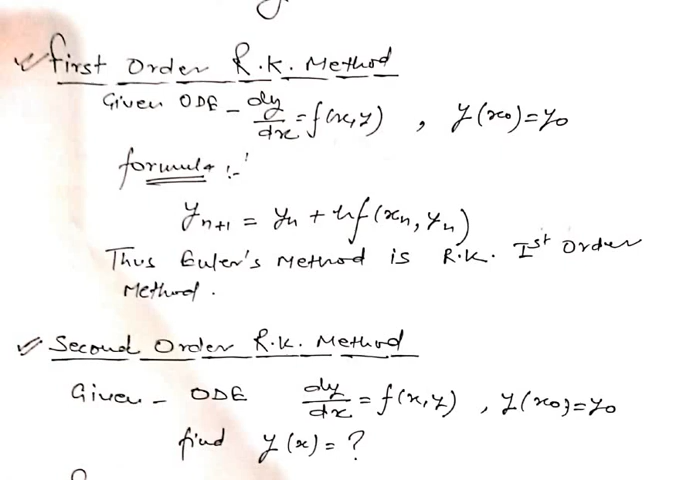 First Order R.K. Method
Given ODE - dy/dx = f(x,y) , y(x0)=y0
formula :-
yn+1 = yn + hf(xn, yn)
Thus Euler's Method is R.K. Ist Order
Method.
Second Order R.K. Method
Given - ODE dy/dx = f(x,y) , y(x0)=y0
find y(x) = ?